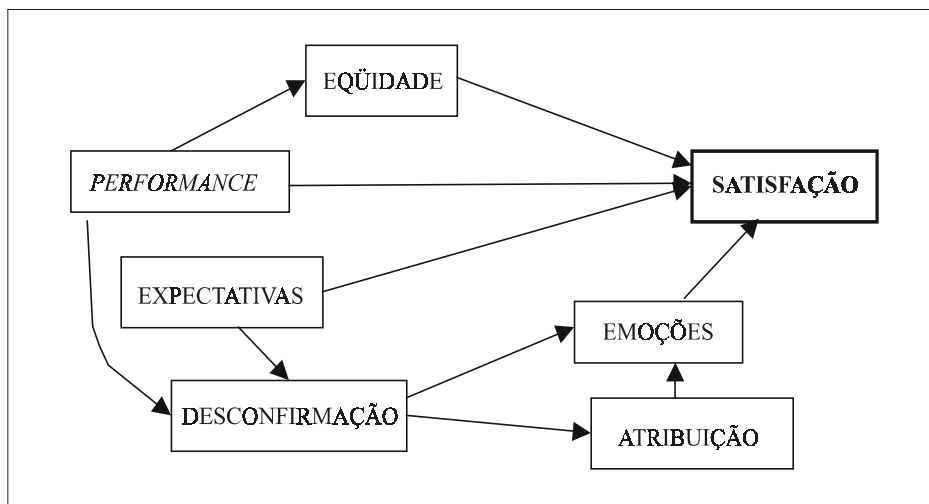 EQÜIDADE
PERFORMANCE
SATISFAÇÃO
EXPECTATIVAS
EMOÇÕES
DESCONFIRMAÇÃO
ATRIBUIÇÃO